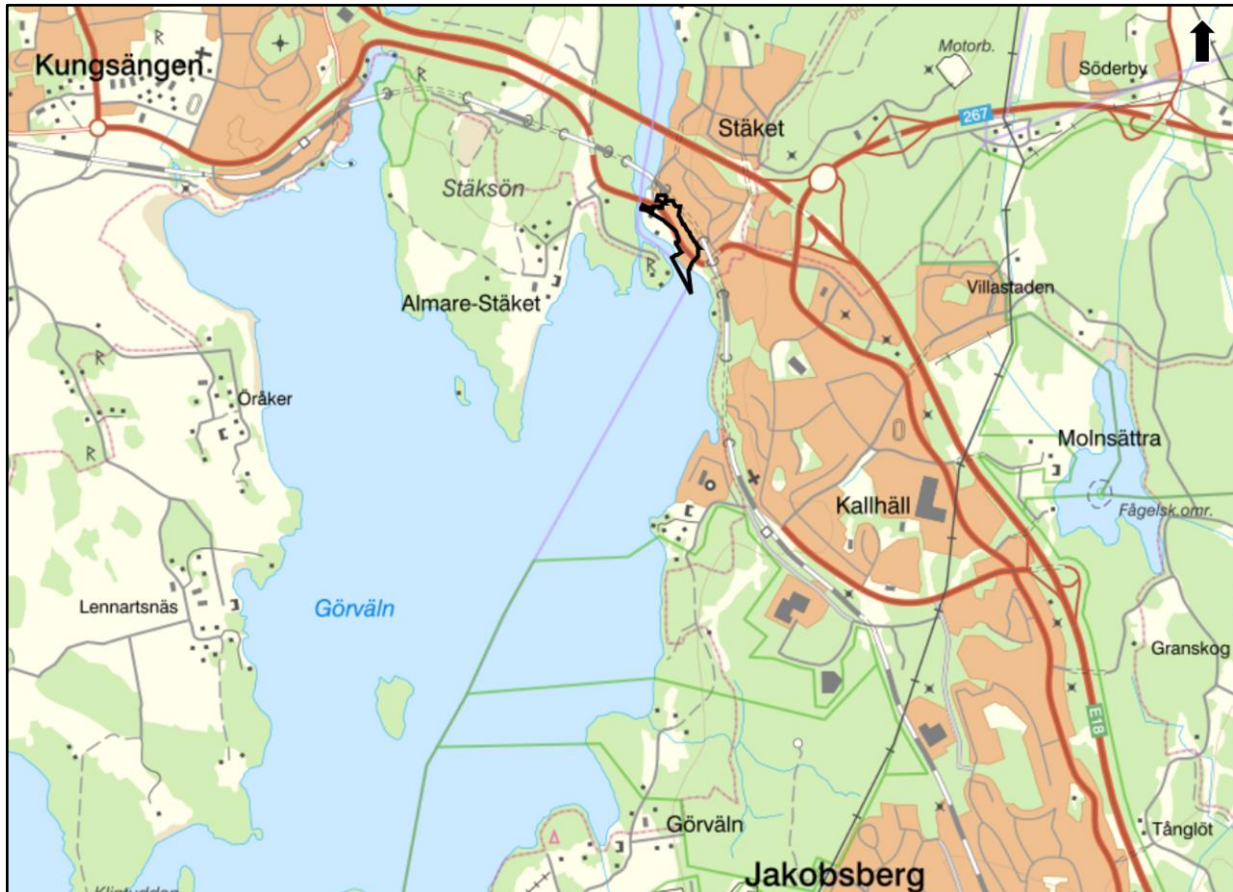 Kungsängen
R
Motorb.
Söderby
267
Stäket
R
Stäksön
R
Villastaden
Almare-Stäket
R
Öråker
Molnsättra
R
Kallhäll
Fågelsk.omr.
Lennartsnäs
Görväln
Granskog
E18
Görväln
Tånglöt
Jakobsberg